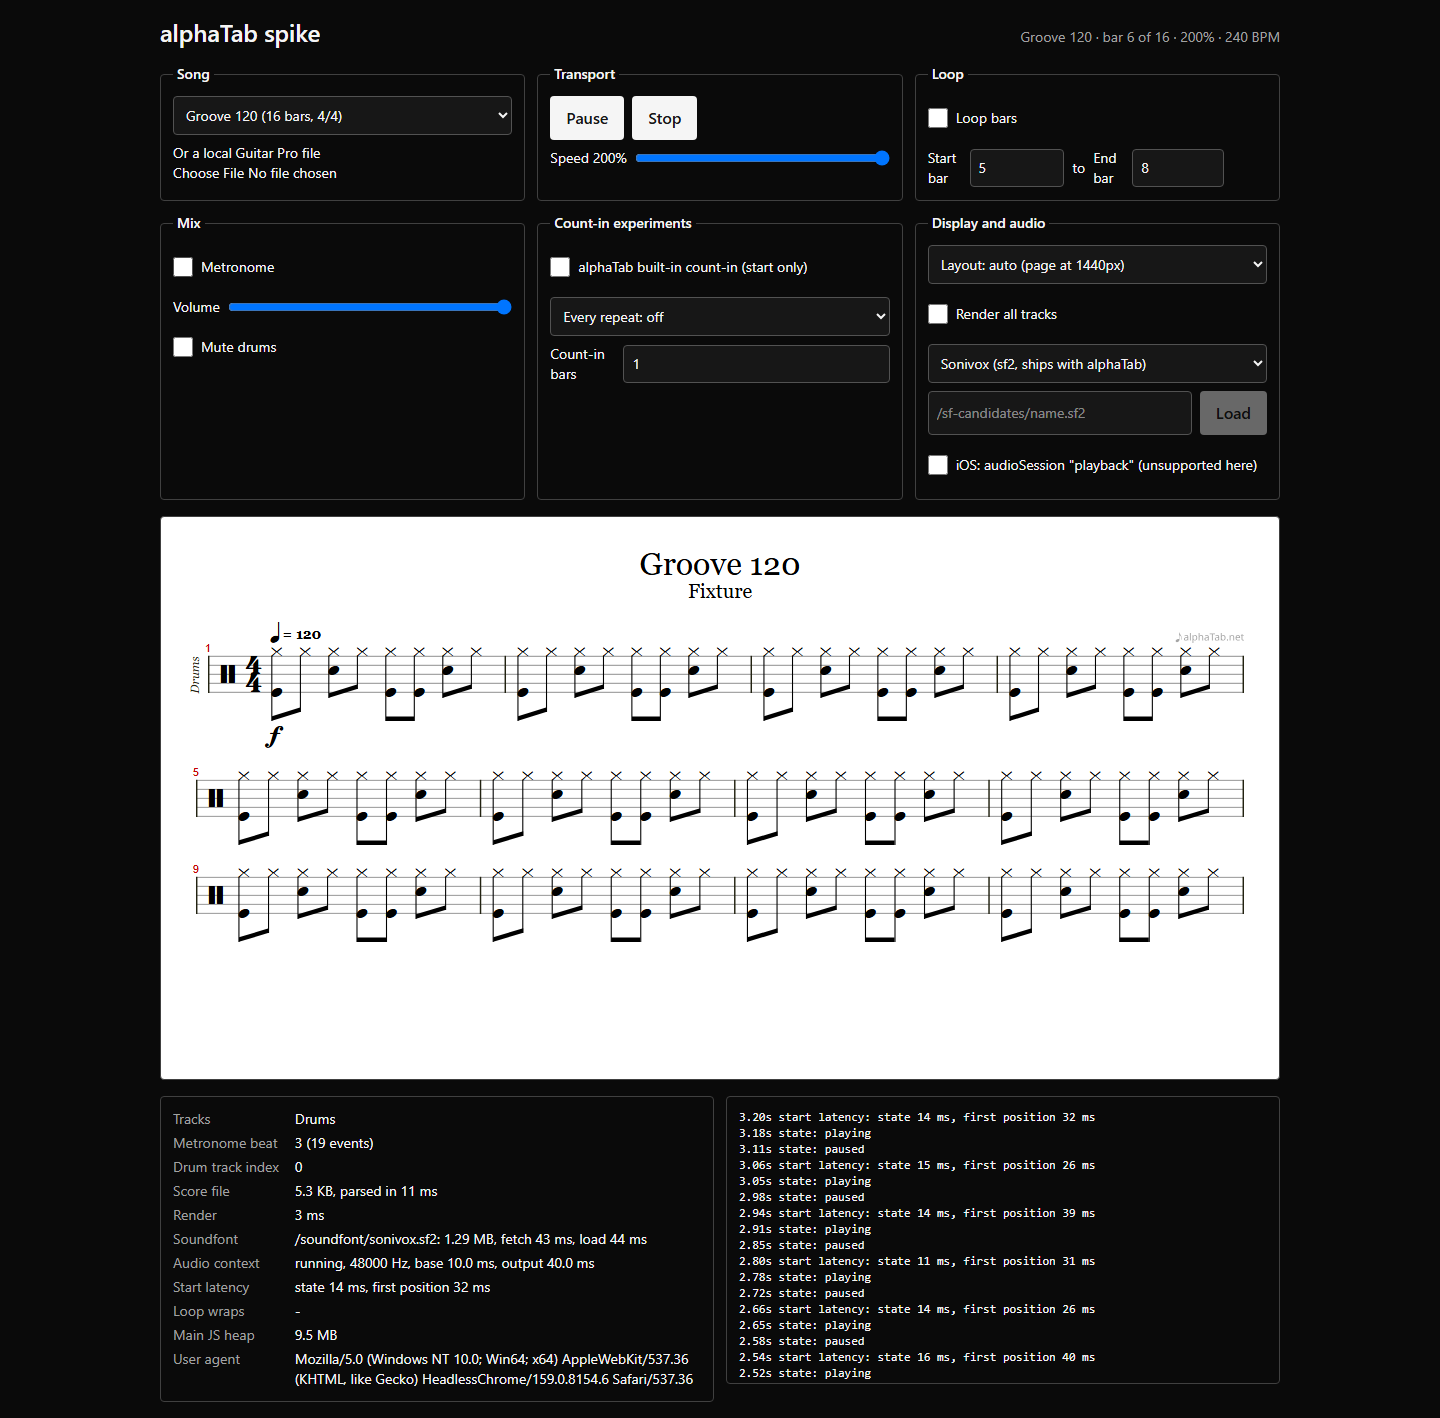 alphaTab spike
Groove 120 · bar 6 of 16 · 200% · 240 BPM
Song
Groove 120 (16 bars, 4/4)
Or a local Guitar Pro file
Choose File No file chosen
Transport
Pause
Stop
Speed 200%
Loop
Loop bars
Start bar
5
to
End bar
8
Mix
Metronome
Volume
Mute drums
Count-in experiments
alphaTab built-in count-in (start only)
Every repeat: off
Count-in bars
1
Display and audio
Layout: auto (page at 1440px)
Render all tracks
Sonivox (sf2, ships with alphaTab)
/sf-candidates/name.sf2
Load
iOS: audioSession "playback" (unsupported here)
Groove 120
Fixture
= 120
alphaTab.net
1
Drums
4/4
f
5
9
Tracks Drums
Metronome beat 3 (19 events)
Drum track index 0
Score file 5.3 KB, parsed in 11 ms
Render 3 ms
Soundfont /soundfont/sonivox.sf2: 1.29 MB, fetch 43 ms, load 44 ms
Audio context running, 48000 Hz, base 10.0 ms, output 40.0 ms
Start latency state 14 ms, first position 32 ms
Loop wraps -
Main JS heap 9.5 MB
User agent Mozilla/5.0 (Windows NT 10.0; Win64; x64) AppleWebKit/537.36
(KHTML, like Gecko) HeadlessChrome/159.0.8154.6 Safari/537.36
3.20s start latency: state 14 ms, first position 32 ms
3.18s state: playing
3.11s state: paused
3.06s start latency: state 15 ms, first position 26 ms
3.05s state: playing
2.98s state: paused
2.94s start latency: state 14 ms, first position 39 ms
2.91s state: playing
2.85s state: paused
2.80s start latency: state 11 ms, first position 31 ms
2.78s state: playing
2.72s state: paused
2.66s start latency: state 14 ms, first position 26 ms
2.65s state: playing
2.58s state: paused
2.54s start latency: state 16 ms, first position 40 ms
2.52s state: playing